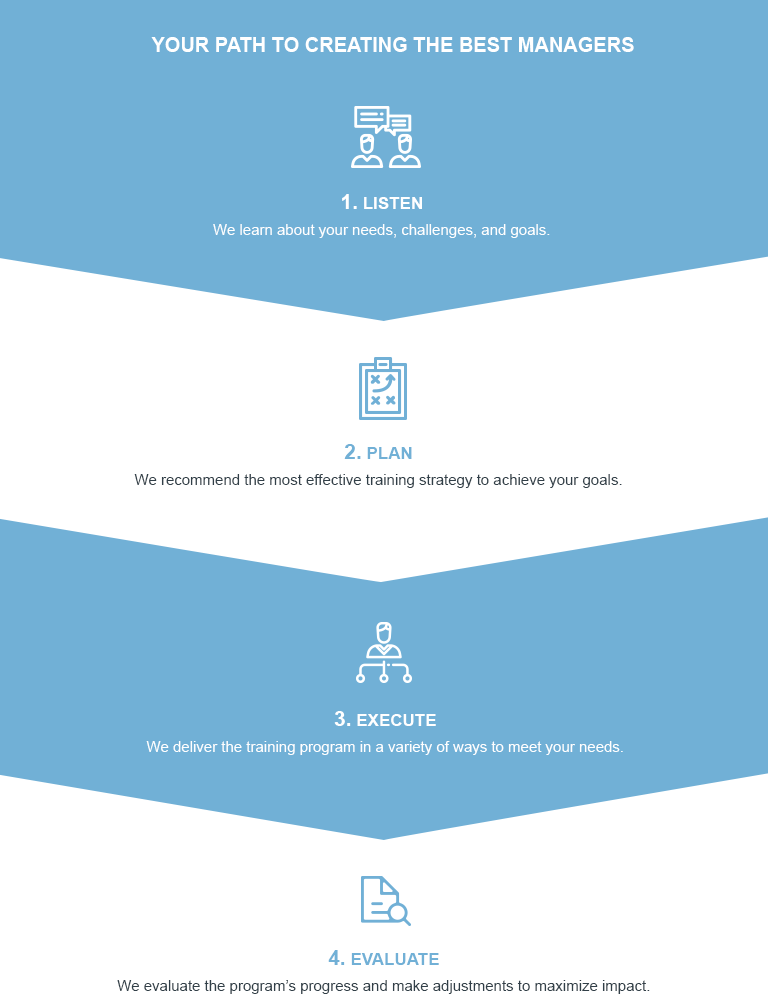 YOUR PATH TO CREATING THE BEST MANAGERS
1. LISTEN
We learn about your needs, challenges, and goals.
2. PLAN
We recommend the most effective training strategy to achieve your goals.
3. EXECUTE
We deliver the training program in a variety of ways to meet your needs.
4. EVALUATE
We evaluate the program’s progress and make adjustments to maximize impact.